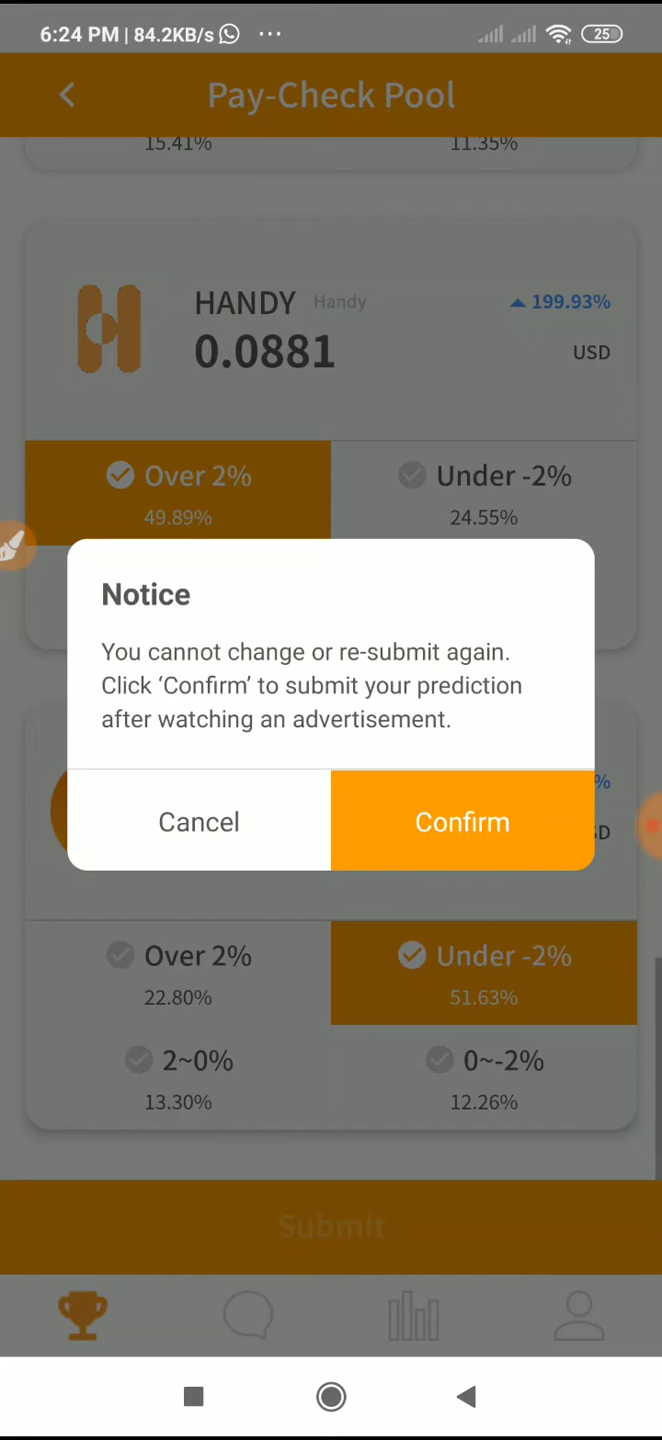 6:24 PM | 84.2KB/s ... 25
Pay-Check Pool
15.41% 11.35%
HANDY Handy 199.93%
0.0881 USD
Over 2% Under -2%
49.89% 24.55%
Notice
You cannot change or re-submit again.
Click ‘Confirm’ to submit your prediction
after watching an advertisement.
%
Cancel Confirm
D
Over 2% Under -2%
22.80% 51.63%
2~0% 0~-2%
13.30% 12.26%
Submit